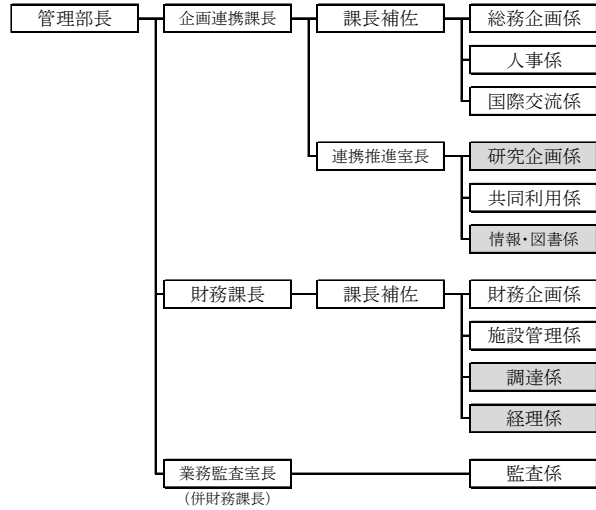 管理部長
企画連携課長
課長補佐
総務企画係
人事係
国際交流係
連携推進室長
研究企画係
共同利用係
情報・図書係
財務課長
課長補佐
財務企画係
施設管理係
調達係
経理係
業務監査室長
(併財務課長)
監査係